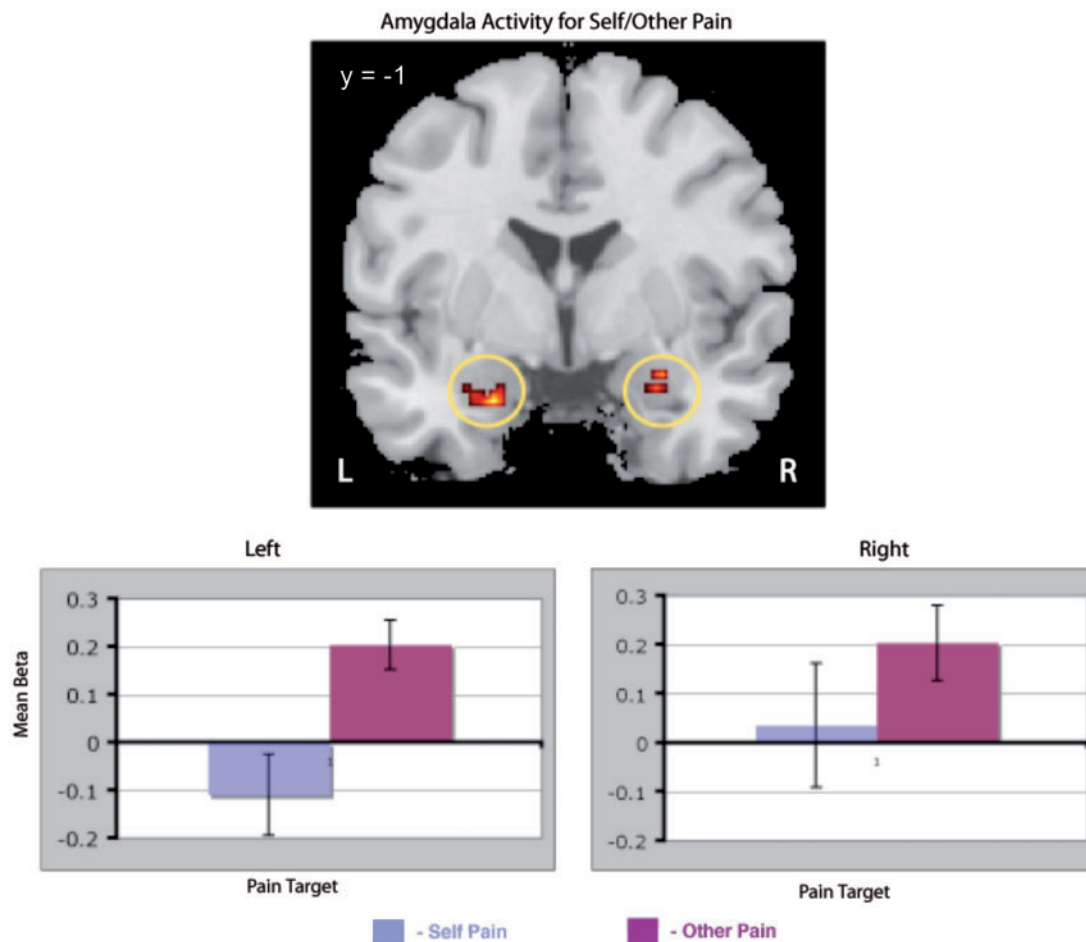 Amygdala Activity for Self/Other Pain
y = -1
L
R
Left
Right
Mean Beta
0.3
0.2
0.1
0
-0.1
-0.2
1
Pain Target
0.3
0.2
0.1
0
-0.1
-0.2
1
Pain Target
- Self Pain
- Other Pain